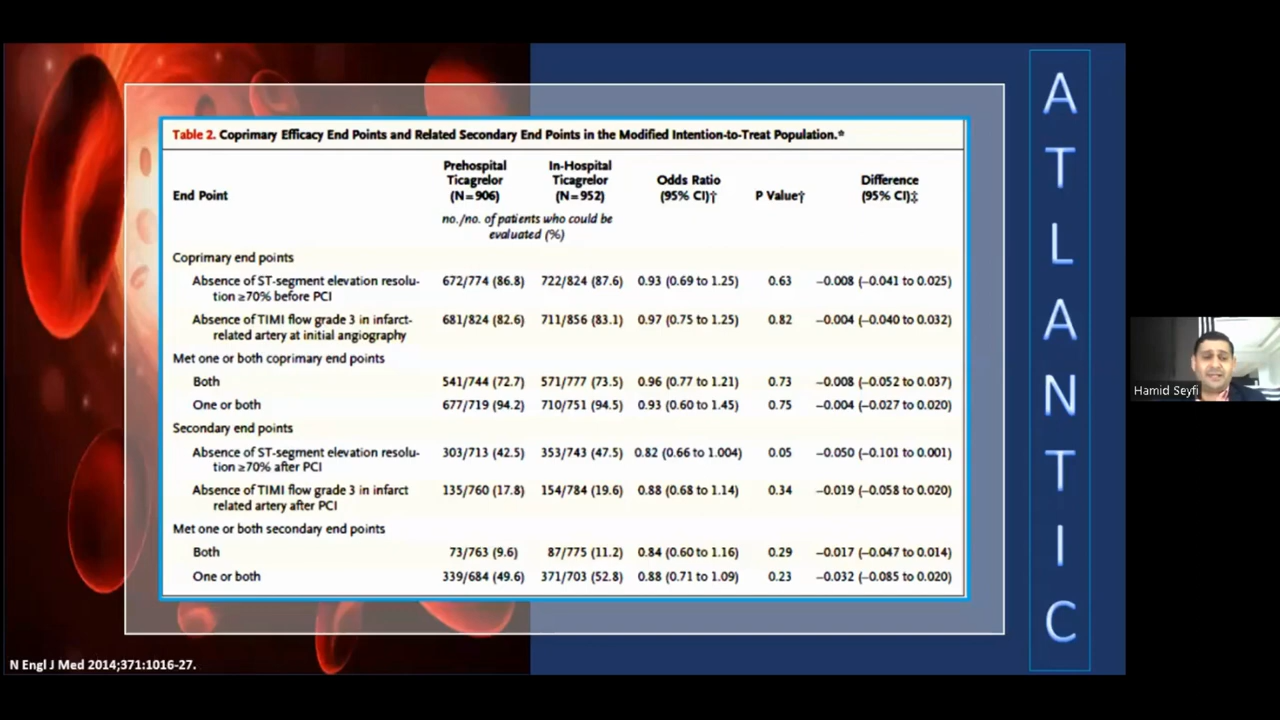 Table 2. Coprimary Efficacy End Points and Related Secondary End Points in the Modified Intention-to-Treat Population.*
End Point
Prehospital
Ticagrelor
(N=906)
In-Hospital
Ticagrelor
(N=952)
Odds Ratio
(95% CI)†
P Value†
Difference
(95% CI)‡
no./no. of patients who could be
evaluated (%)
Coprimary end points
Absence of ST-segment elevation resolu- 672/774 (86.8) 722/824 (87.6) 0.93 (0.69 to 1.25) 0.63 −0.008 (−0.041 to 0.025)
tion ≥70% before PCI
Absence of TIMI flow grade 3 in infarct- 681/824 (82.6) 711/856 (83.1) 0.97 (0.75 to 1.25) 0.82 −0.004 (−0.040 to 0.032)
related artery at initial angiography
Met one or both coprimary end points
Both 541/744 (72.7) 571/777 (73.5) 0.96 (0.77 to 1.21) 0.73 −0.008 (−0.052 to 0.037)
One or both 677/719 (94.2) 710/751 (94.5) 0.93 (0.60 to 1.45) 0.75 −0.004 (−0.027 to 0.020)
Secondary end points
Absence of ST-segment elevation resolu- 303/713 (42.5) 353/743 (47.5) 0.82 (0.66 to 1.004) 0.05 −0.050 (−0.101 to 0.001)
tion ≥70% after PCI
Absence of TIMI flow grade 3 in infarct 135/760 (17.8) 154/784 (19.6) 0.88 (0.68 to 1.14) 0.34 −0.019 (−0.058 to 0.020)
related artery after PCI
Met one or both secondary end points
Both 73/763 (9.6) 87/775 (11.2) 0.84 (0.60 to 1.16) 0.29 −0.017 (−0.047 to 0.014)
One or both 339/684 (49.6) 371/703 (52.8) 0.88 (0.71 to 1.09) 0.23 −0.032 (−0.085 to 0.020)
N Engl J Med 2014;371:1016-27.
A
T
L
A
N
T
I
C
Hamid Seyfi